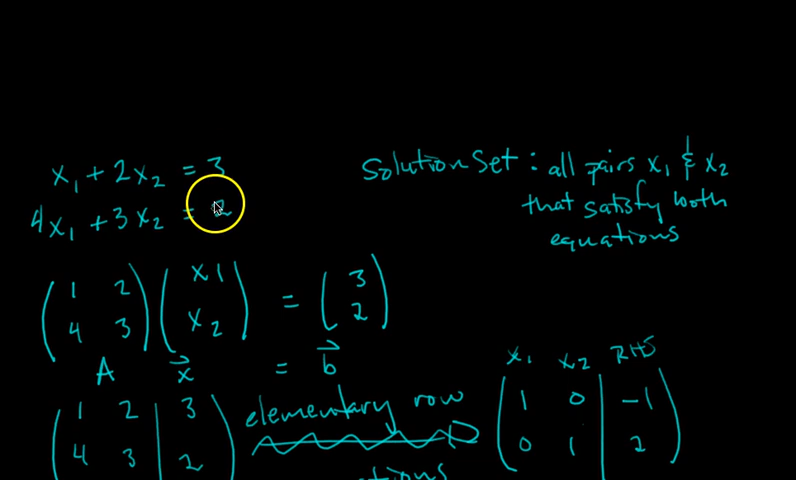 x₁ + 2x₂ = 3
4x₁ + 3x₂ = 2
Solution Set : all pairs x₁ & x₂
that satisfy both
equations
( 1 2 ; 4 3 ) ( x1 ; x₂ ) = ( 3 ; 2 )
A x⃗ = b⃗
x₁ x₂ RHS
( 1 2 | 3
4 3 | 2 )
elementary row
( 1 0 | -1
0 1 | 2 )